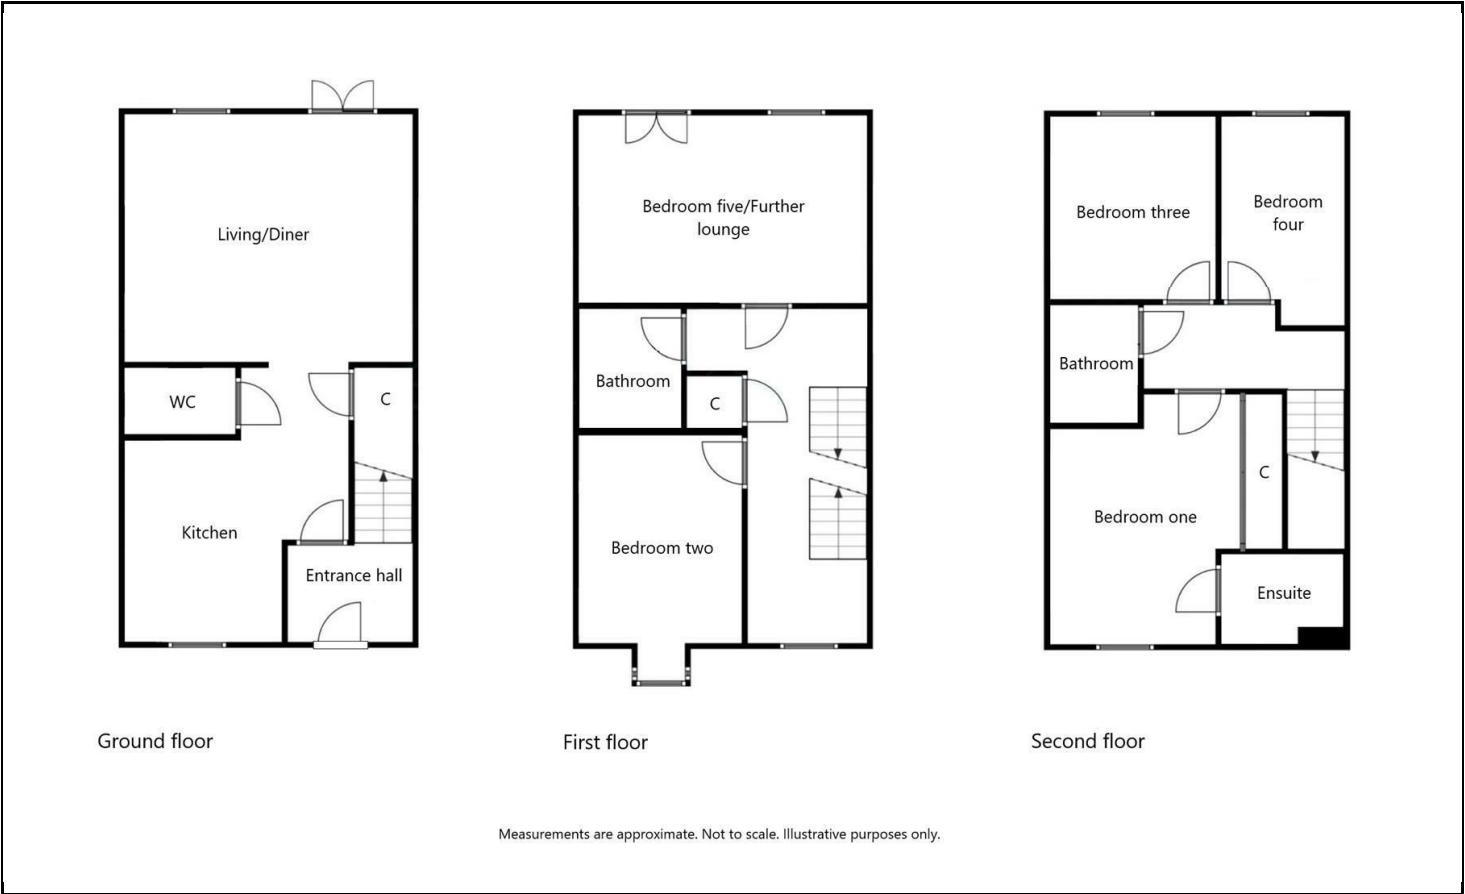 Living/Diner
WC
C
Kitchen
Entrance hall
Ground floor
Bedroom five/Further
lounge
Bathroom
C
Bedroom two
First floor
Bedroom three
Bedroom
four
Bathroom
C
Bedroom one
Ensuite
Second floor
Measurements are approximate. Not to scale. Illustrative purposes only.